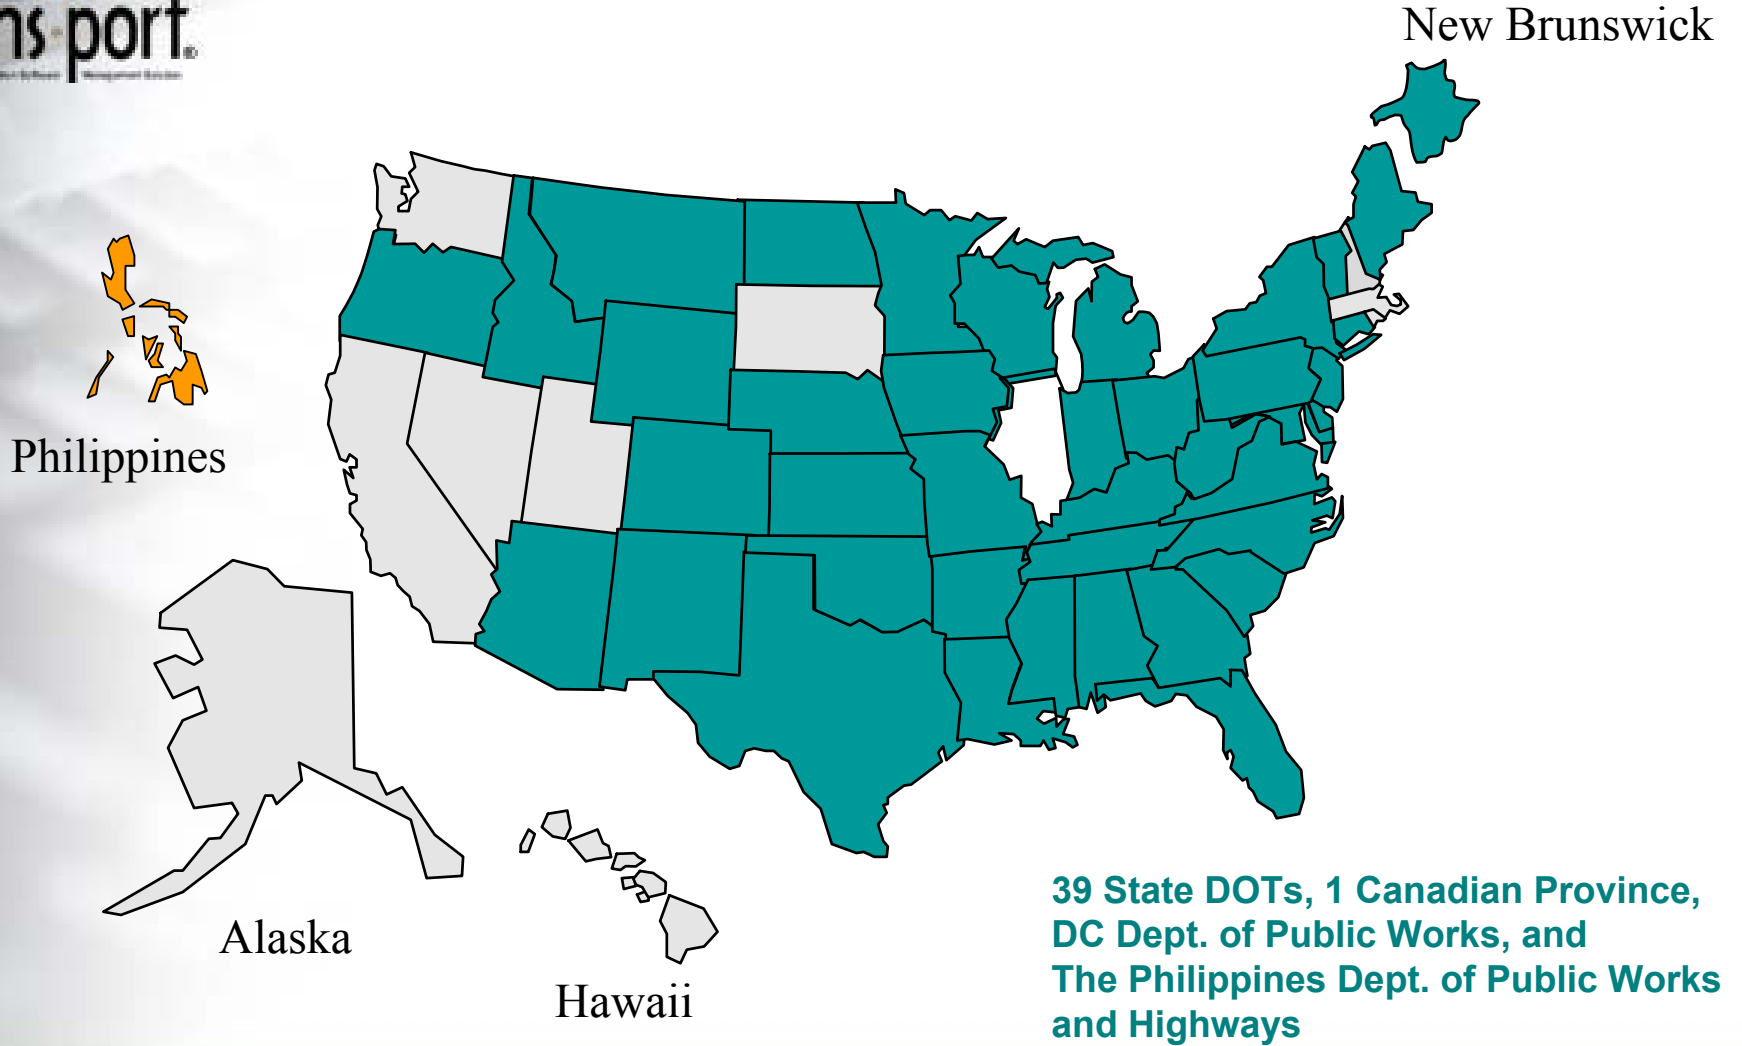 ns·port®
New Brunswick
Philippines
Alaska
Hawaii
39 State DOTs, 1 Canadian Province,
DC Dept. of Public Works, and
The Philippines Dept. of Public Works
and Highways